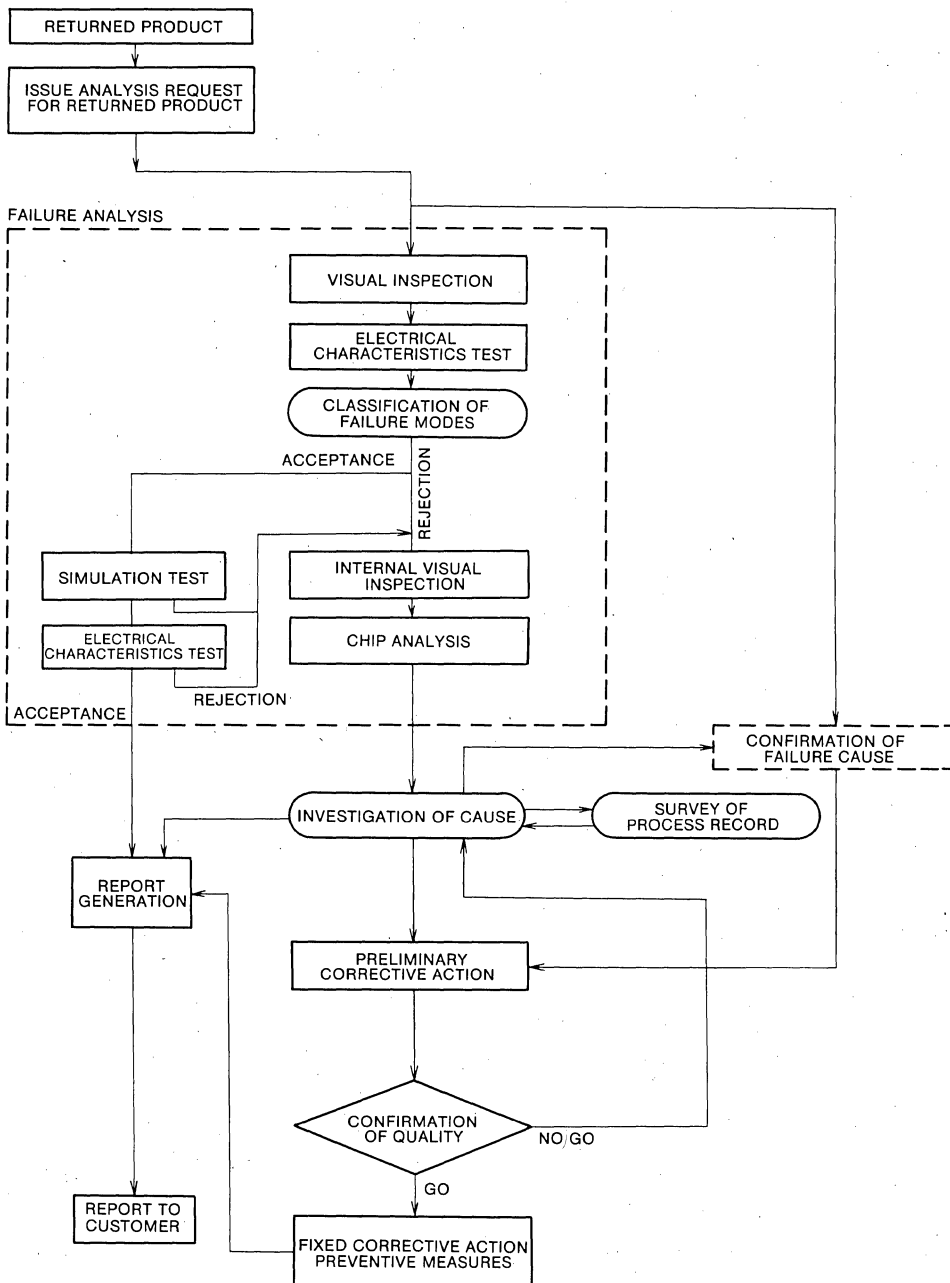 RETURNED PRODUCT
ISSUE ANALYSIS REQUEST
FOR RETURNED PRODUCT
FAILURE ANALYSIS
VISUAL INSPECTION
ELECTRICAL
CHARACTERISTICS TEST
CLASSIFICATION OF
FAILURE MODES
ACCEPTANCE
REJECTION
SIMULATION TEST
INTERNAL VISUAL
INSPECTION
ELECTRICAL
CHARACTERISTICS TEST
CHIP ANALYSIS
REJECTION
ACCEPTANCE
CONFIRMATION OF
FAILURE CAUSE
INVESTIGATION OF CAUSE
SURVEY OF
PROCESS RECORD
REPORT
GENERATION
PRELIMINARY
CORRECTIVE ACTION
CONFIRMATION
OF QUALITY
NO GO
GO
REPORT TO
CUSTOMER
FIXED CORRECTIVE ACTION
PREVENTIVE MEASURES